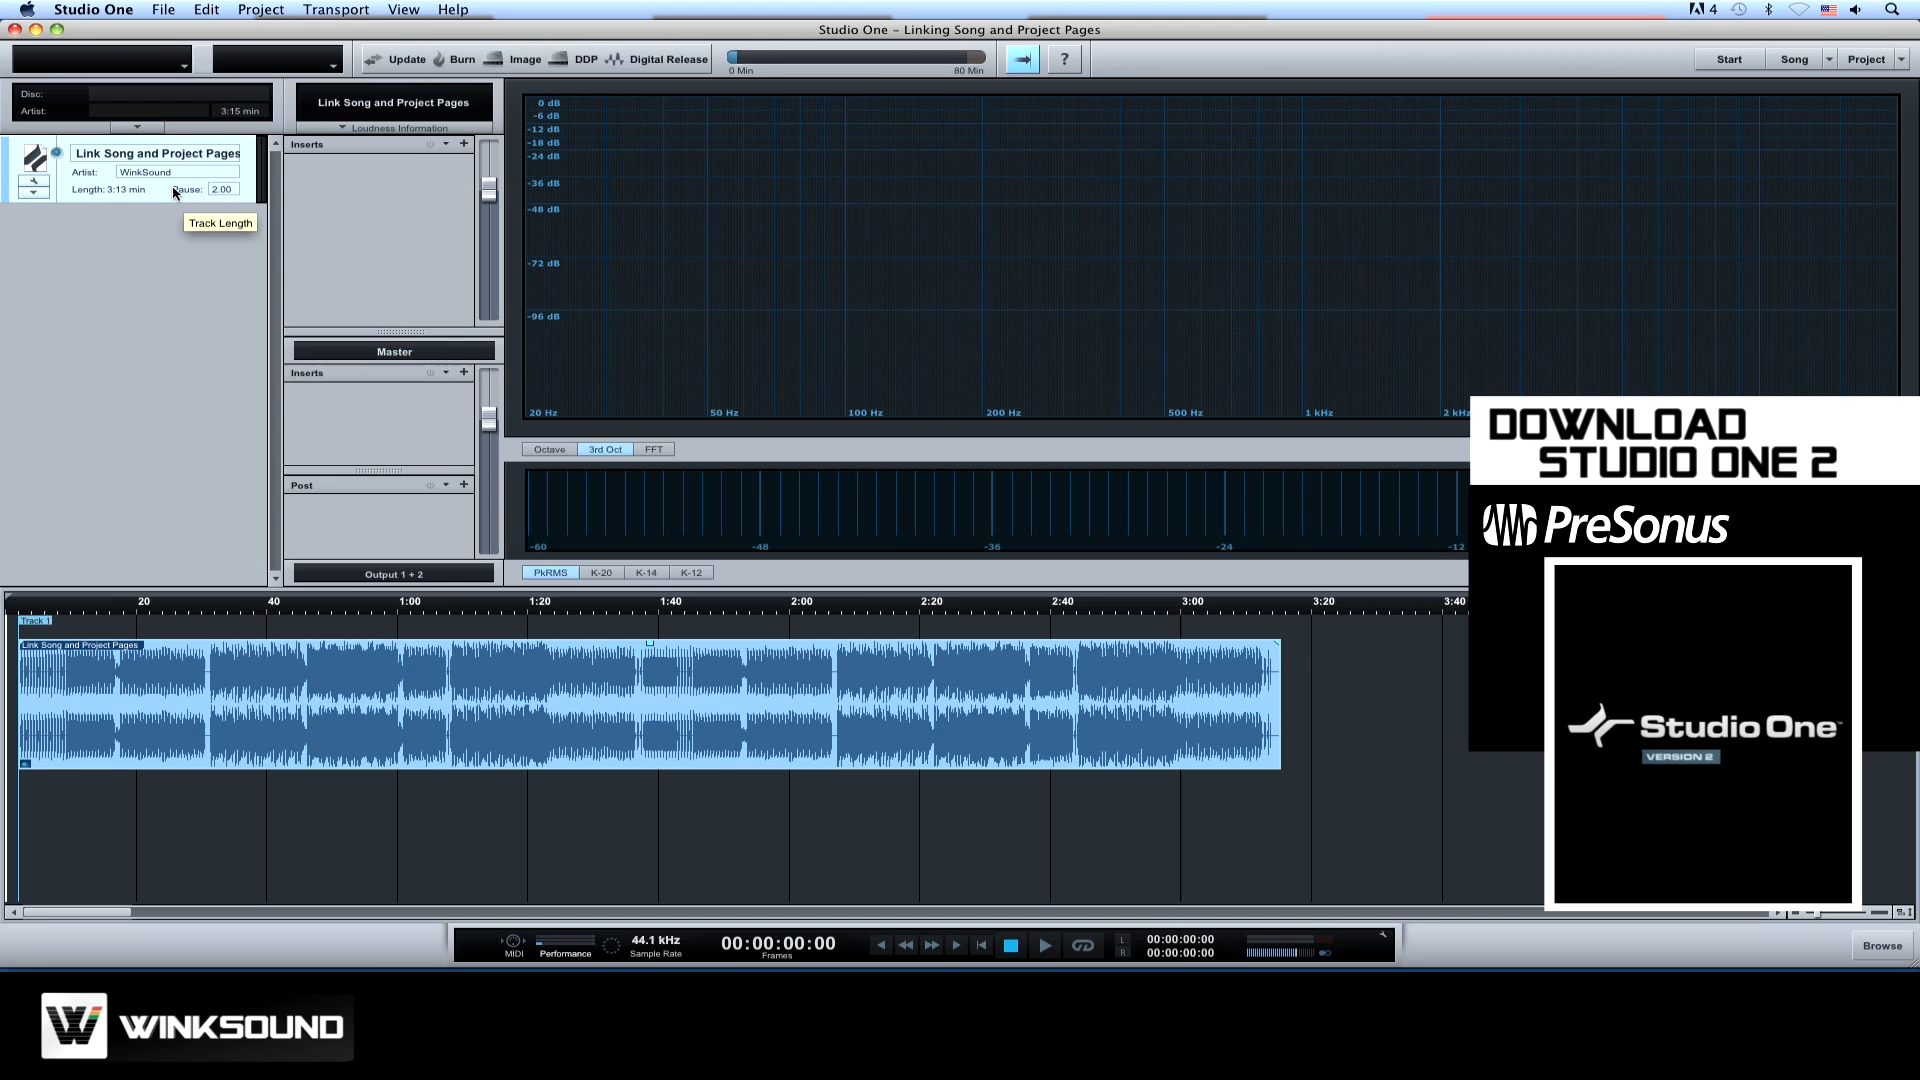 Studio One File Edit Project Transport View Help 4
Studio One – Linking Song and Project Pages
Update Burn Image DDP Digital Release 0 Min 80 Min ? Start Song Project
Disc:
Artist: 3:15 min
Link Song and Project Pages
Loudness Information
Link Song and Project Pages
Artist: WinkSound
Length: 3:13 min Pause: 2.00
Track Length
Inserts
Master
Inserts
Post
Output 1 + 2
0 dB
-6 dB
-12 dB
-18 dB
-24 dB
-36 dB
-48 dB
-72 dB
-96 dB
20 Hz 50 Hz 100 Hz 200 Hz 500 Hz 1 kHz 2 kHz
Octave 3rd Oct FFT
-60 -48 -36 -24 -12
PkRMS K-20 K-14 K-12
DOWNLOAD
STUDIO ONE 2
PreSonus
Studio One™
VERSION 2
20 40 1:00 1:20 1:40 2:00 2:20 2:40 3:00 3:20 3:40
Track 1
Link Song and Project Pages
MIDI Performance
44.1 kHz
Sample Rate
00:00:00:00
Frames
L 00:00:00:00
R 00:00:00:00
Browse
W WINKSOUND